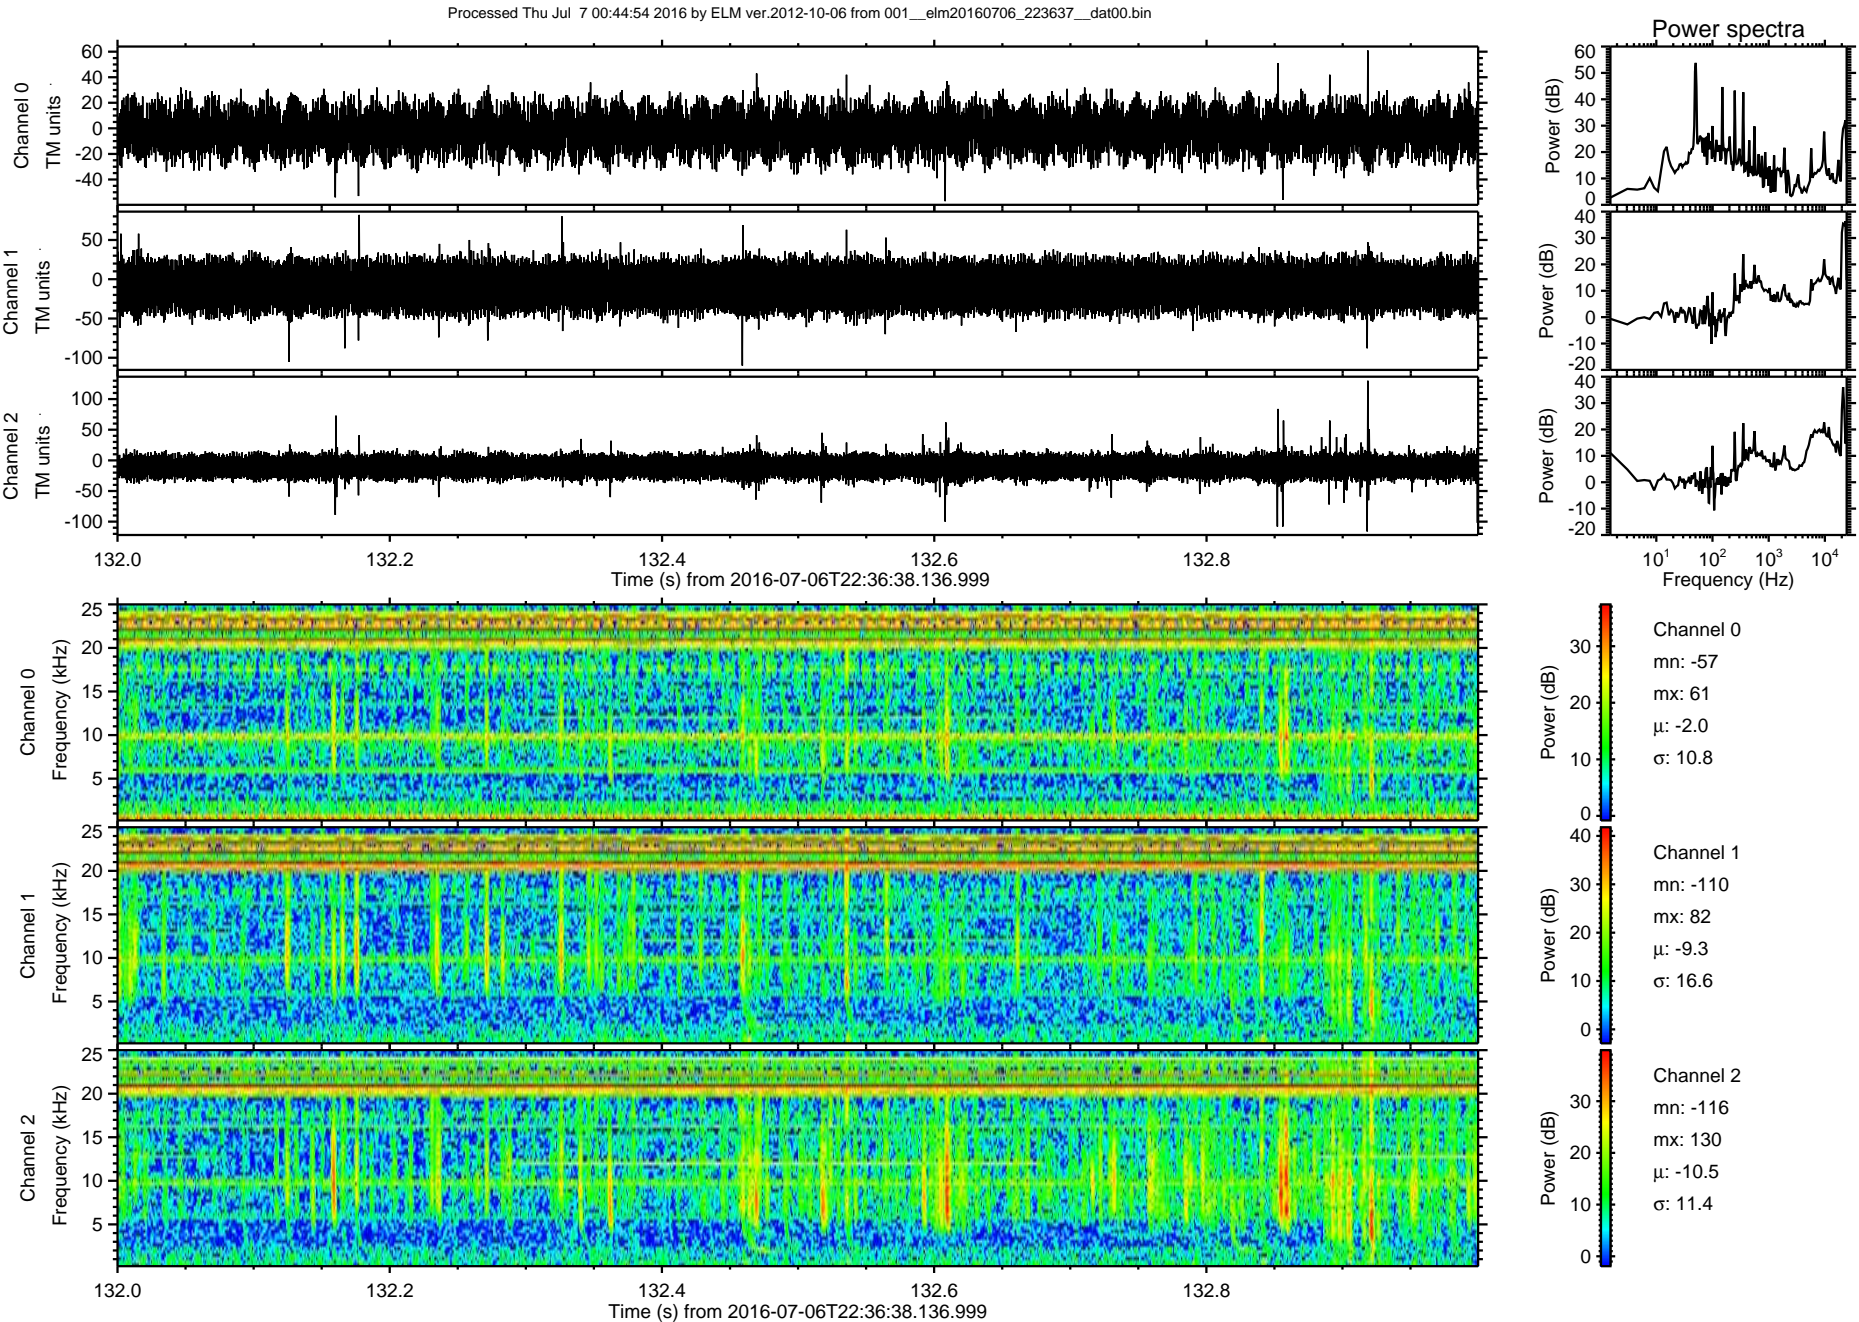 Processed Thu Jul  7 00:44:54 2016 by ELM ver.2012-10-06 from 001__elm20160706_223637__dat00.bin
Power spectra
Channel 0
TM units
60
40
20
0
-20
-40
Power (dB)
60
50
40
30
20
10
0
Channel 1
TM units
50
0
-50
-100
Power (dB)
40
30
20
10
0
-10
-20
Channel 2
TM units
100
50
0
-50
-100
Power (dB)
40
30
20
10
0
-10
-20
132.0 132.2 132.4 132.6 132.8
Time (s) from 2016-07-06T22:36:38.136.999
10^1 10^2 10^3 10^4
Frequency (Hz)
Channel 0
Frequency (kHz)
25
20
15
10
5
Power (dB)
30
20
10
0
Channel 0
mn: -57
mx: 61
μ: -2.0
σ: 10.8
Channel 1
Frequency (kHz)
25
20
15
10
5
Power (dB)
40
30
20
10
0
Channel 1
mn: -110
mx: 82
μ: -9.3
σ: 16.6
Channel 2
Frequency (kHz)
25
20
15
10
5
Power (dB)
30
20
10
0
Channel 2
mn: -116
mx: 130
μ: -10.5
σ: 11.4
132.0 132.2 132.4 132.6 132.8
Time (s) from 2016-07-06T22:36:38.136.999